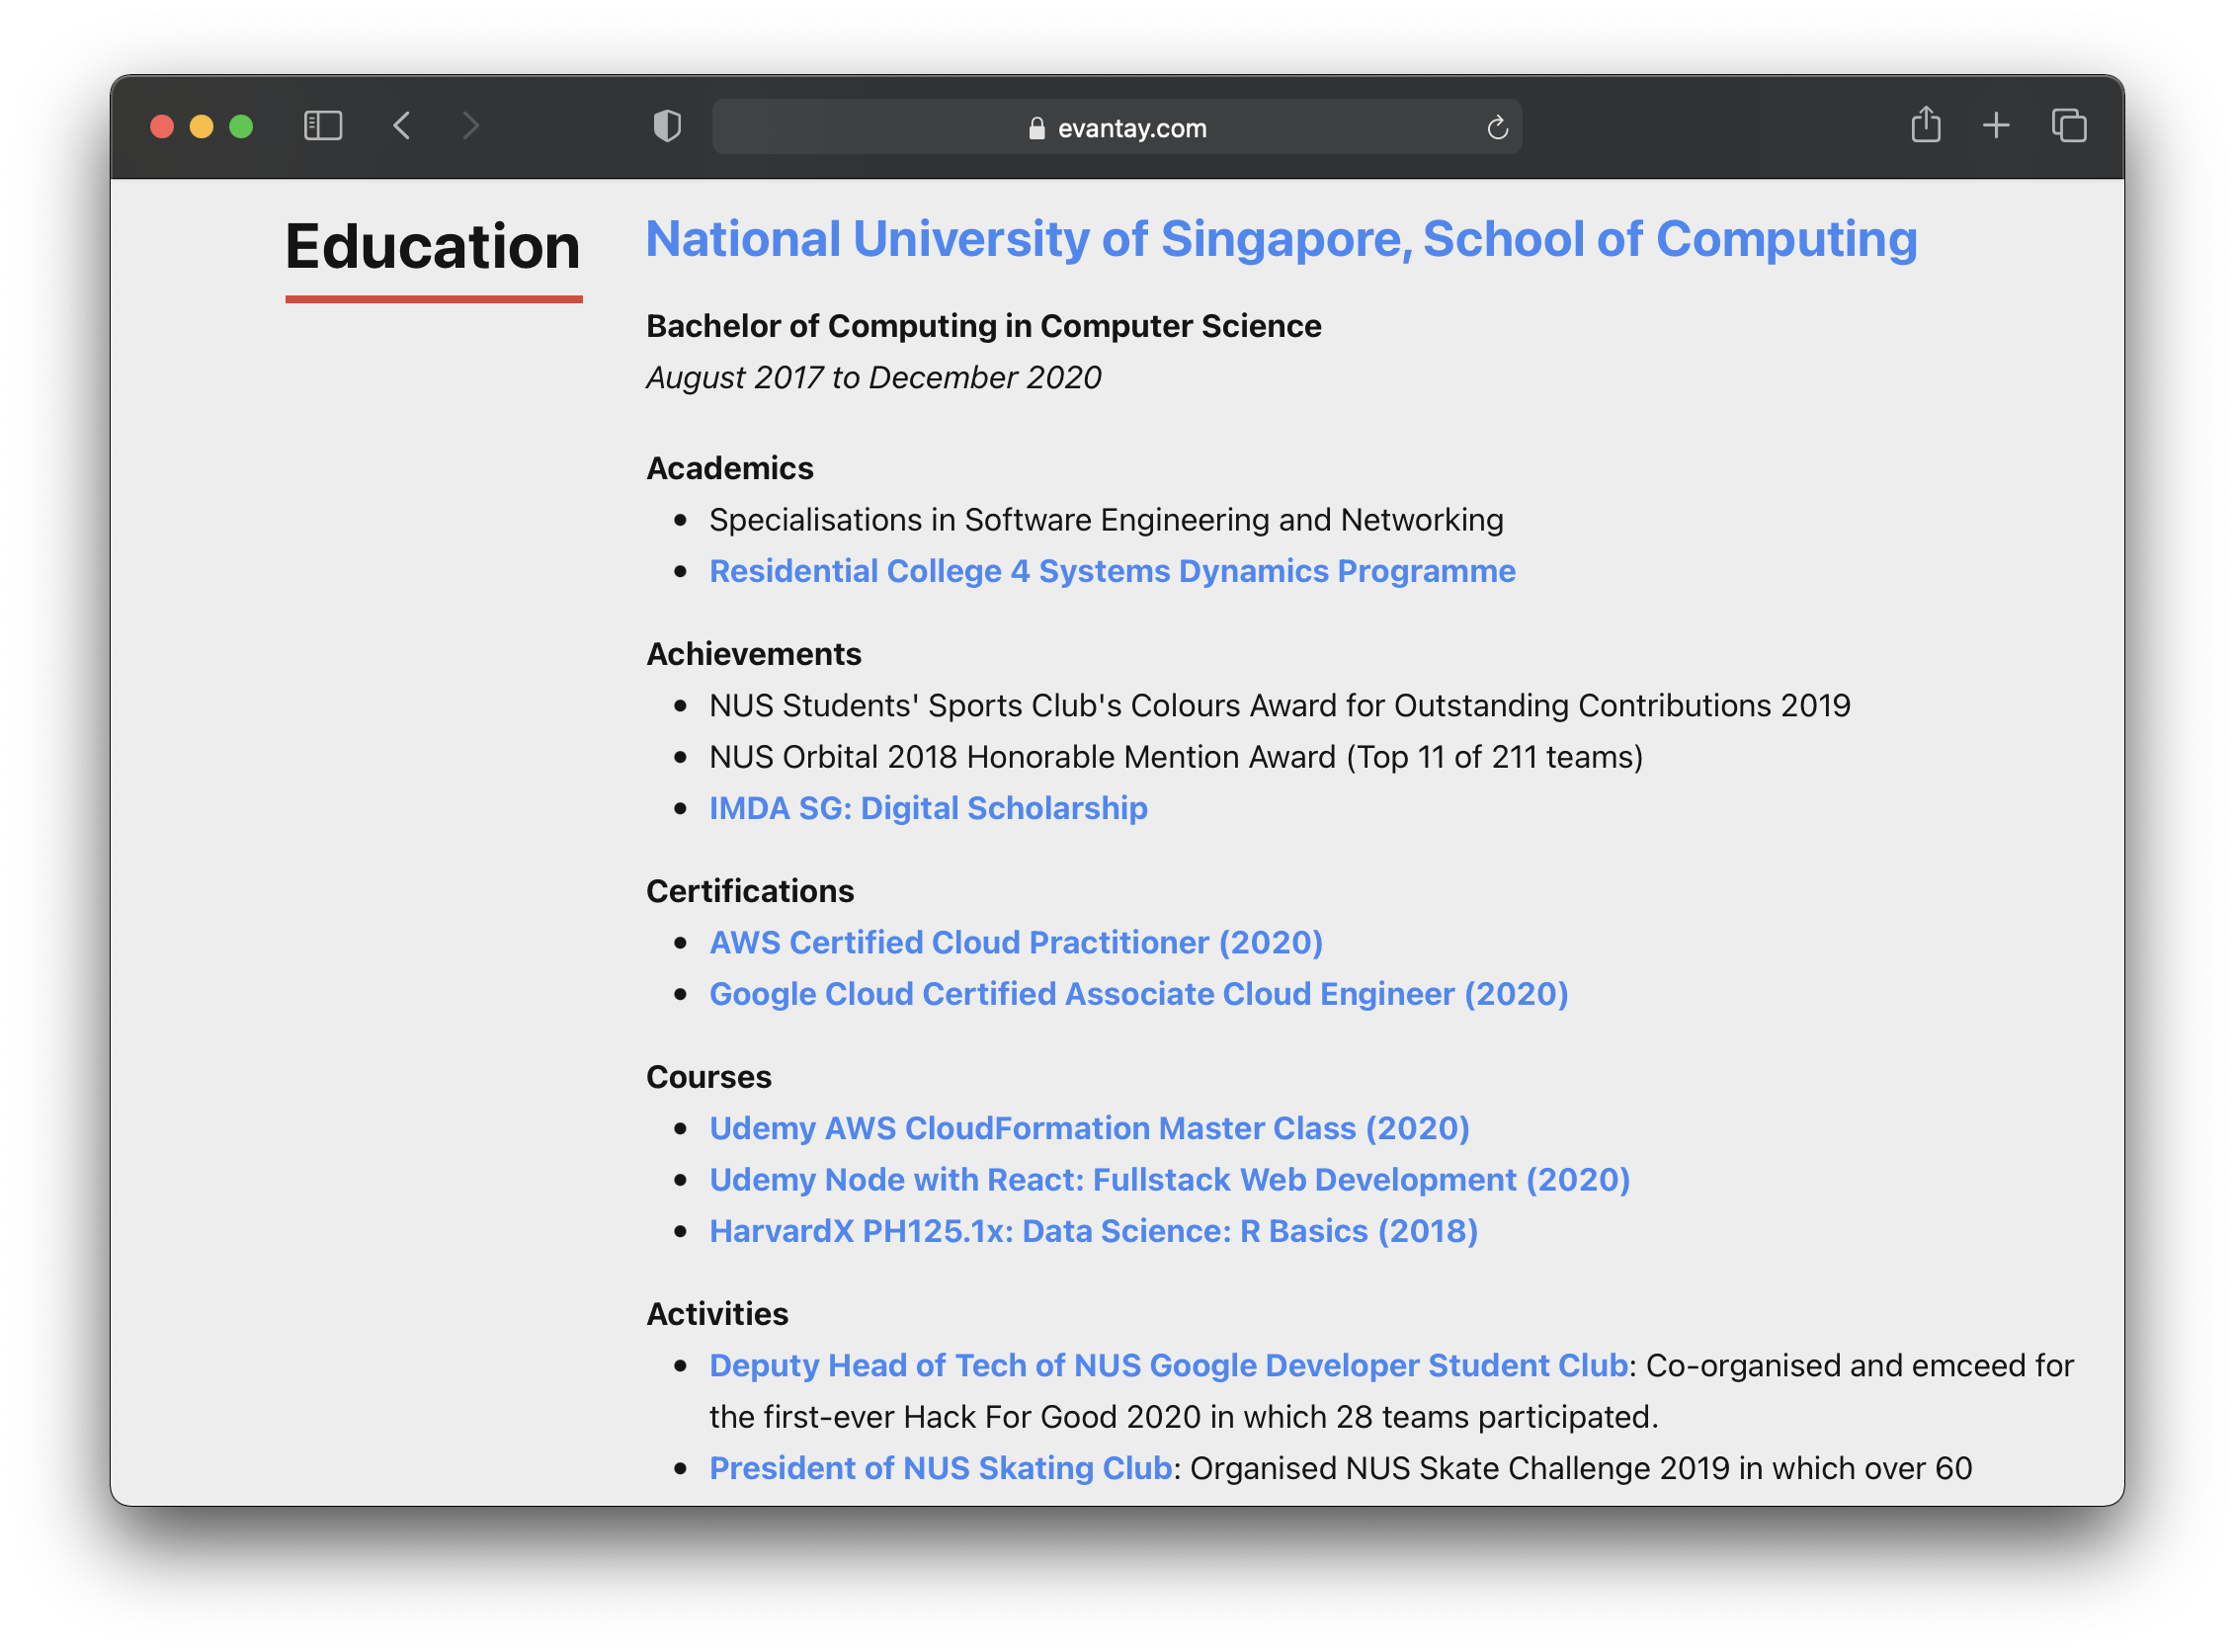 evantay.com
Education
National University of Singapore, School of Computing
Bachelor of Computing in Computer Science
August 2017 to December 2020
Academics
Specialisations in Software Engineering and Networking
Residential College 4 Systems Dynamics Programme
Achievements
NUS Students' Sports Club's Colours Award for Outstanding Contributions 2019
NUS Orbital 2018 Honorable Mention Award (Top 11 of 211 teams)
IMDA SG: Digital Scholarship
Certifications
AWS Certified Cloud Practitioner (2020)
Google Cloud Certified Associate Cloud Engineer (2020)
Courses
Udemy AWS CloudFormation Master Class (2020)
Udemy Node with React: Fullstack Web Development (2020)
HarvardX PH125.1x: Data Science: R Basics (2018)
Activities
Deputy Head of Tech of NUS Google Developer Student Club: Co-organised and emceed for
the first-ever Hack For Good 2020 in which 28 teams participated.
President of NUS Skating Club: Organised NUS Skate Challenge 2019 in which over 60